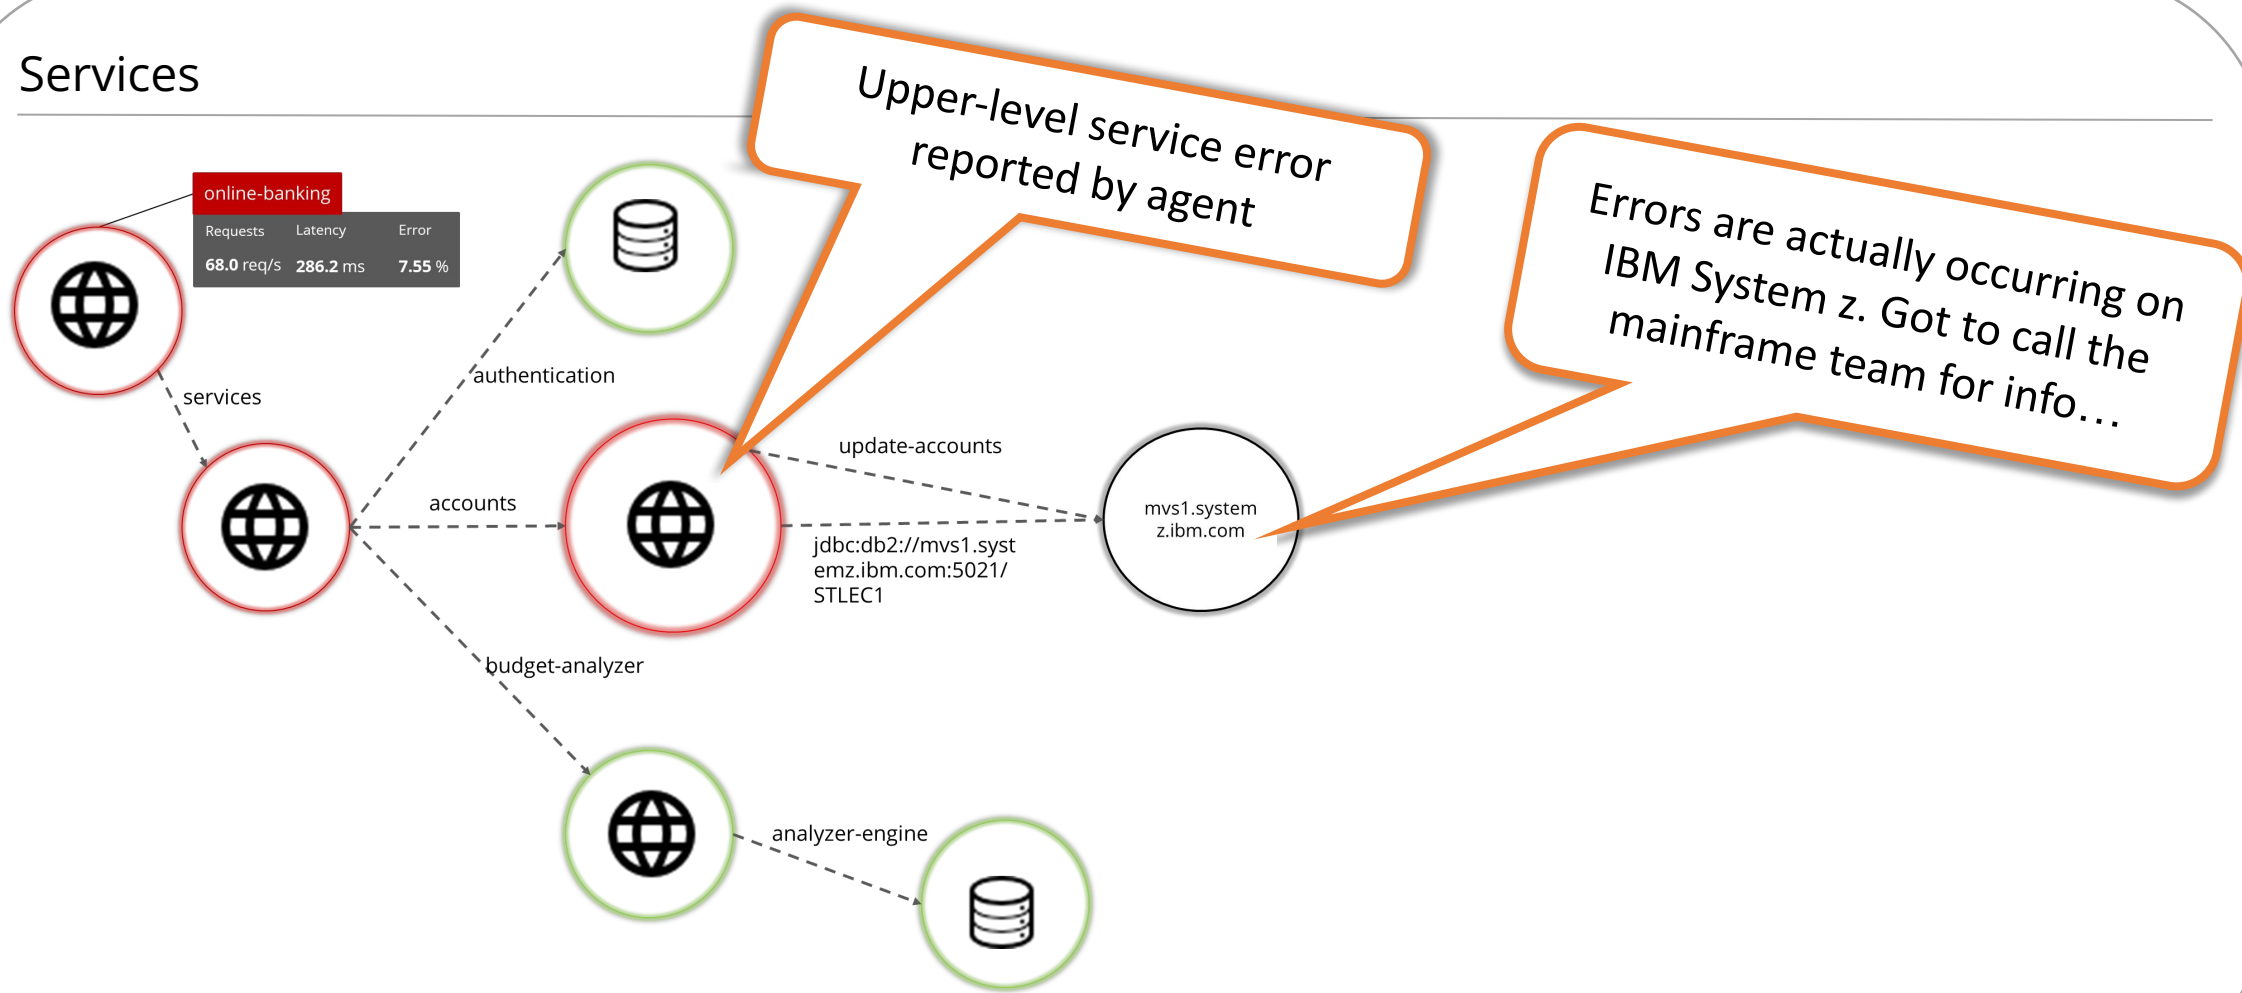 Services
Upper-level service error
reported by agent
Errors are actually occurring on
IBM System z. Got to call the
mainframe team for info...
online-banking
Requests Latency Error
68.0 req/s 286.2 ms 7.55 %
services
authentication
accounts
update-accounts
jdbc:db2://mvs1.syst
emz.ibm.com:5021/
STLEC1
mvs1.system
z.ibm.com
budget-analyzer
analyzer-engine